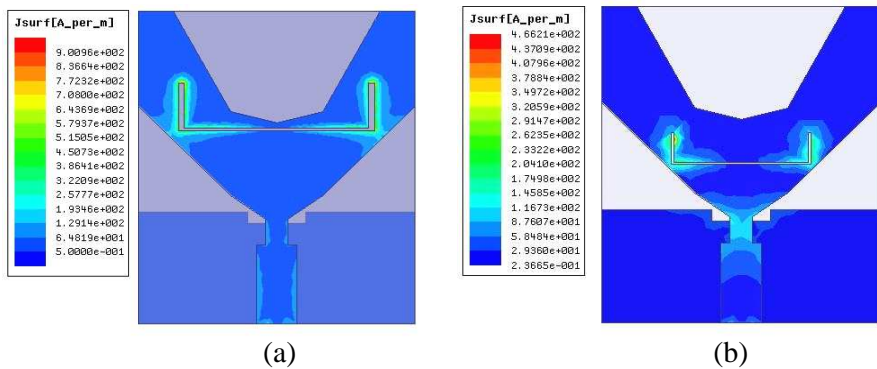 Jsurf[A_per_m]
9.0096e+002
8.3664e+002
7.7232e+002
7.0800e+002
6.4369e+002
5.7937e+002
5.1505e+002
4.5073e+002
3.8641e+002
3.2209e+002
2.5777e+002
1.9346e+002
1.2914e+002
6.4819e+001
5.0000e-001
(a)
Jsurf[A_per_m]
4.6621e+002
4.3709e+002
4.0796e+002
3.7884e+002
3.4972e+002
3.2059e+002
2.9147e+002
2.6235e+002
2.3322e+002
2.0410e+002
1.7498e+002
1.4585e+002
1.1673e+002
8.7607e+001
5.8484e+001
2.9360e+001
2.3665e-001
(b)